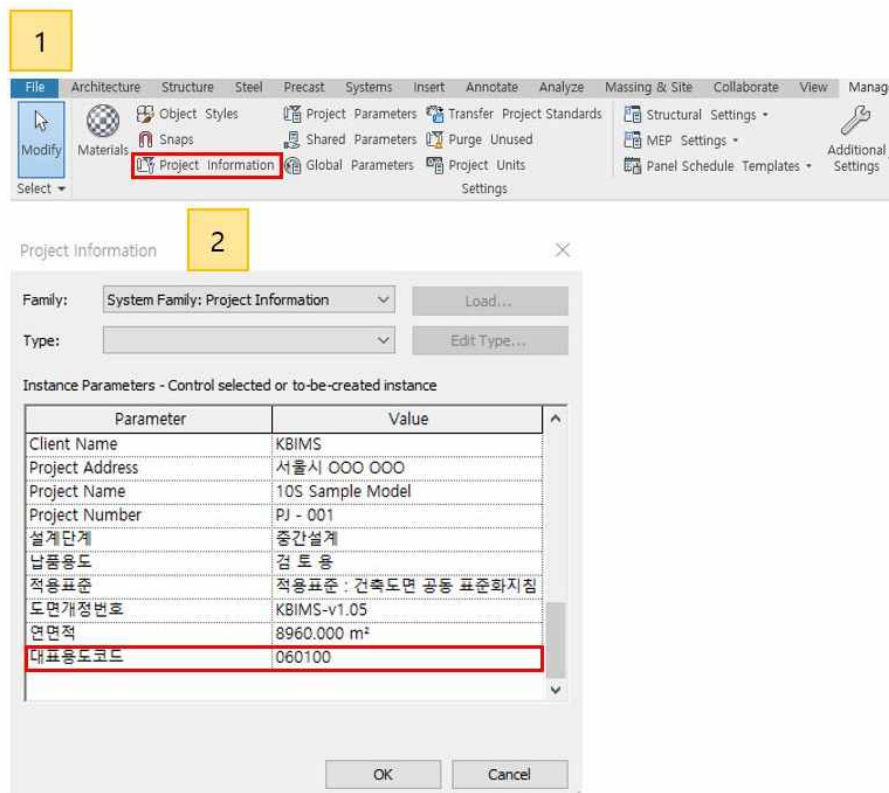 1
File Architecture Structure Steel Precast Systems Insert Annotate Analyze Massing & Site Collaborate View Manag
Modify
Materials
Object Styles
Snaps
Project Information
Project Parameters
Shared Parameters
Global Parameters
Transfer Project Standards
Purge Unused
Project Units
Structural Settings
MEP Settings
Panel Schedule Templates
Additional
Settings
Select
Settings
2
Project Information
Family: System Family: Project Information Load...
Type: Edit Type...
Instance Parameters - Control selected or to-be-created instance
Parameter Value
Client Name KBIMS
Project Address 서울시 OOO OOO
Project Name 10S Sample Model
Project Number PJ - 001
설계단계 중간설계
납품용도 검 토 용
적용표준 적용표준 : 건축도면 공동 표준화지침
도면개정번호 KBIMS-v1.05
연면적 8960.000 m²
대표용도코드 060100
OK Cancel